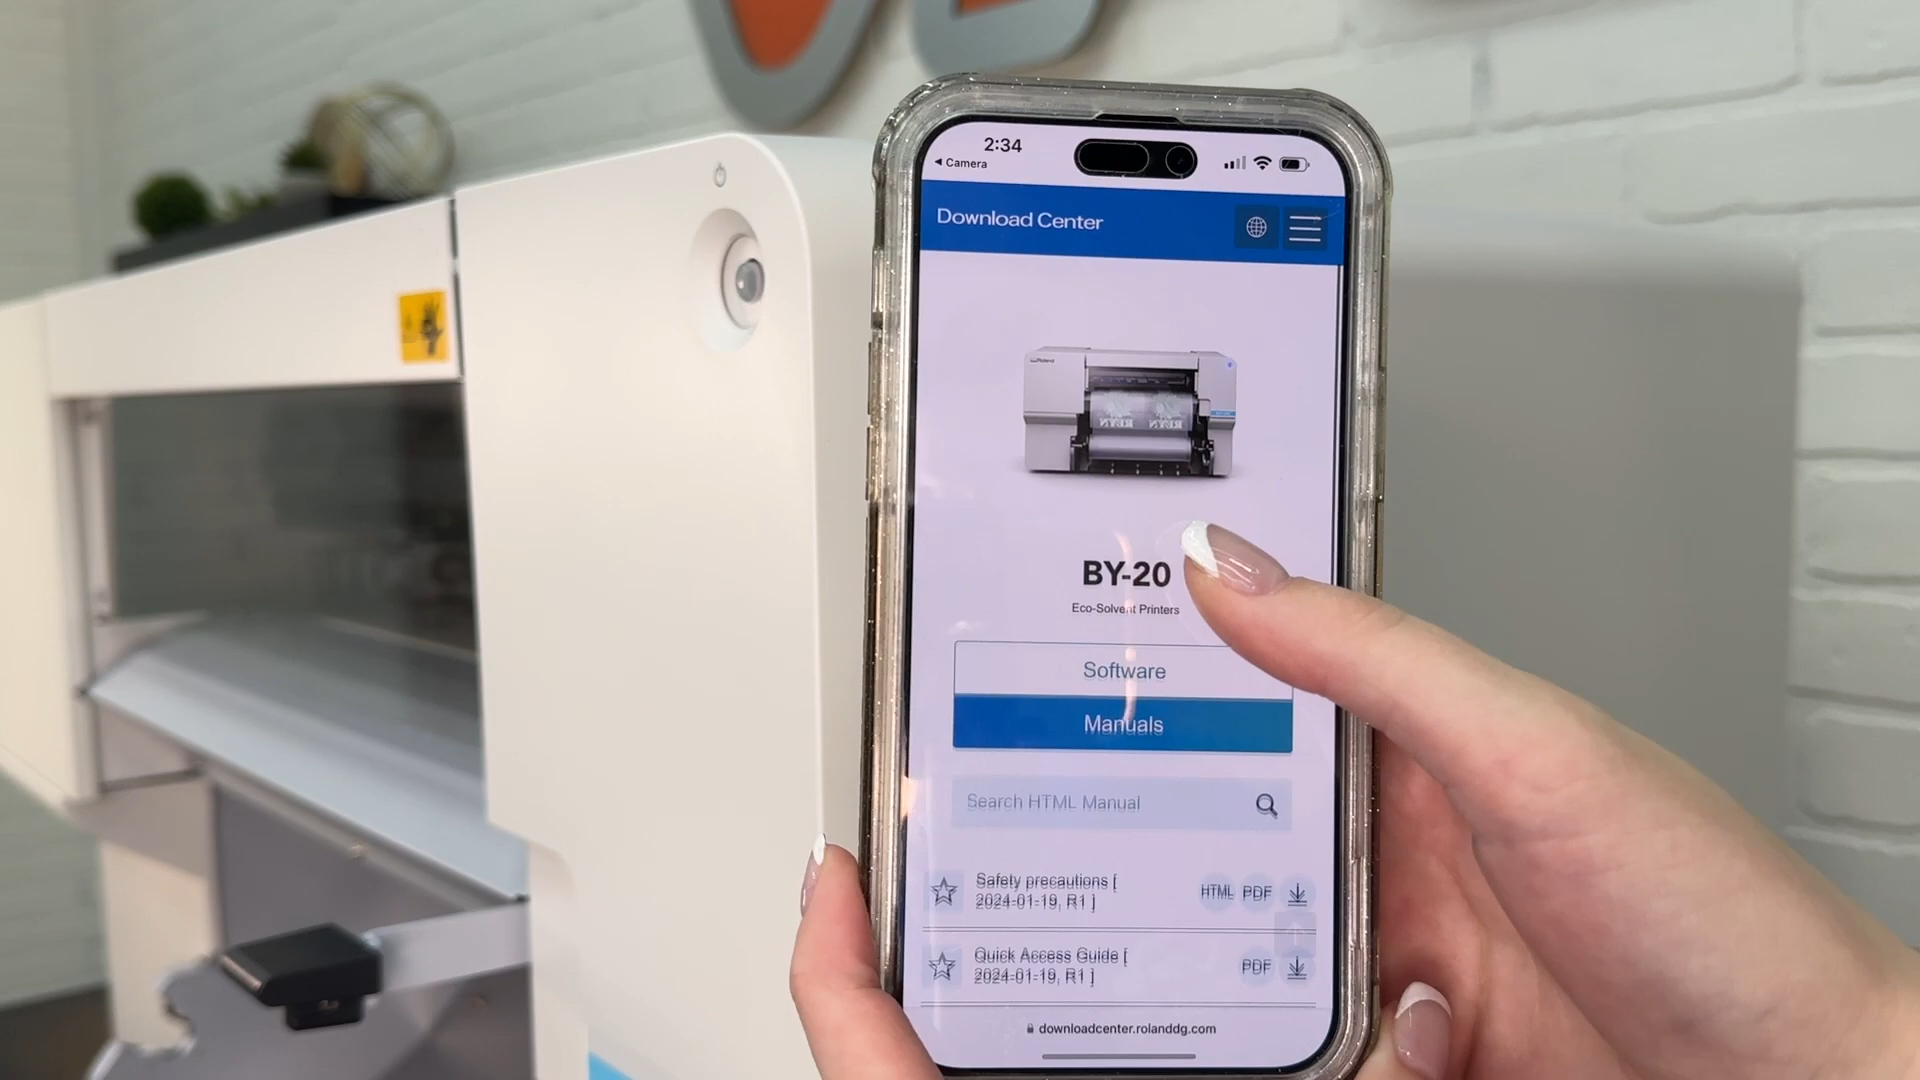 2:34
◀ Camera
Download Center
Roland
BY-20
Eco-Solvent Printers
Software
Manuals
Search HTML Manual
Safety precautions [
2024-01-19, R1 ]
HTML PDF
Quick Access Guide [
2024-01-19, R1 ]
PDF
downloadcenter.rolanddg.com